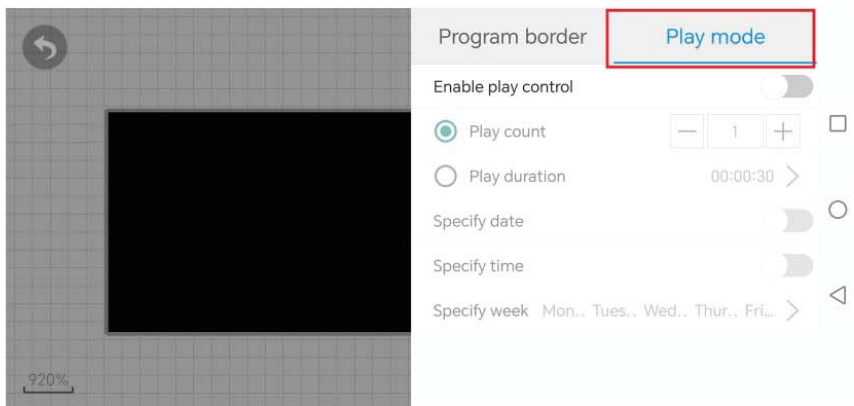 Program border
Play mode
Enable play control
Play count
1
Play duration
00:00:30
Specify date
Specify time
Specify week Mon.. Tues.. Wed.. Thur.. Fri...
920%